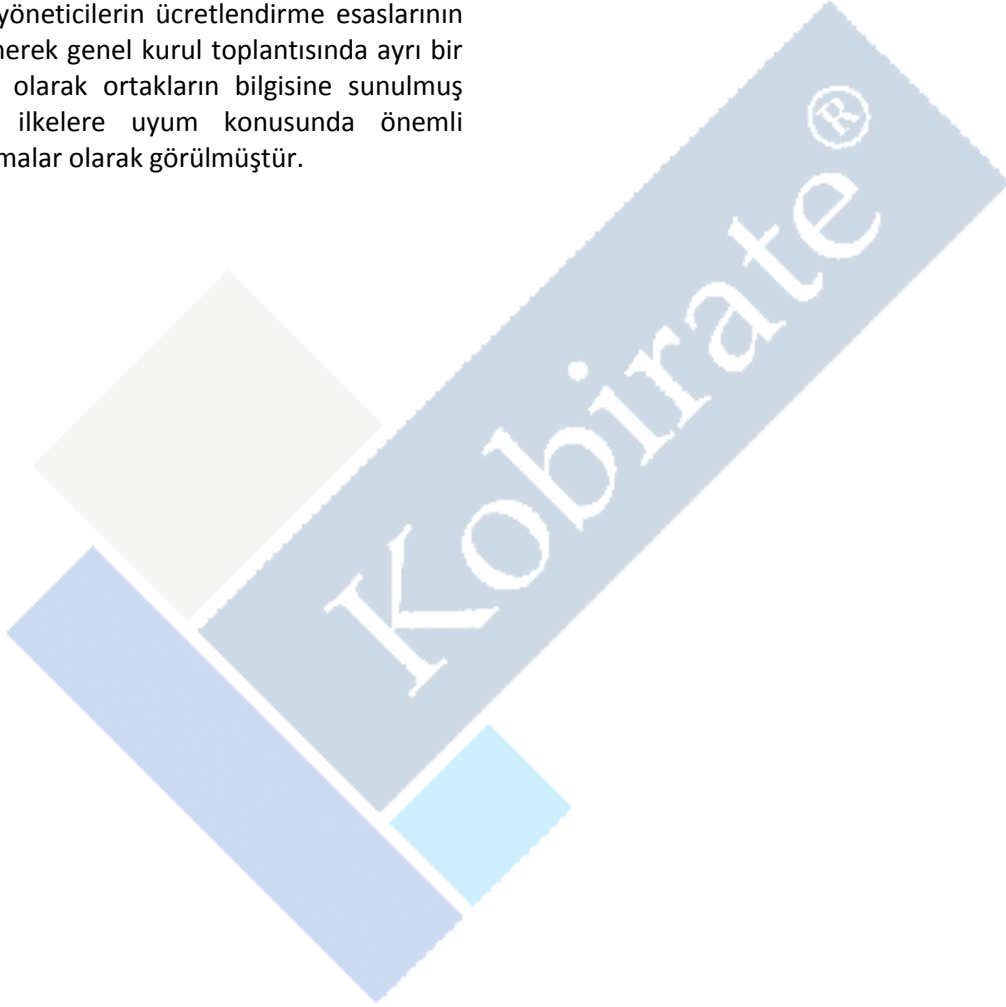 yöneticilerin ücretlendirme esaslarının
nerek genel kurul toplantısında ayrı bir
olarak ortakların bilgisine sunulmuş
ilkelere uyum konusunda önemli
malar olarak görülmüştür.
Kobirate ®